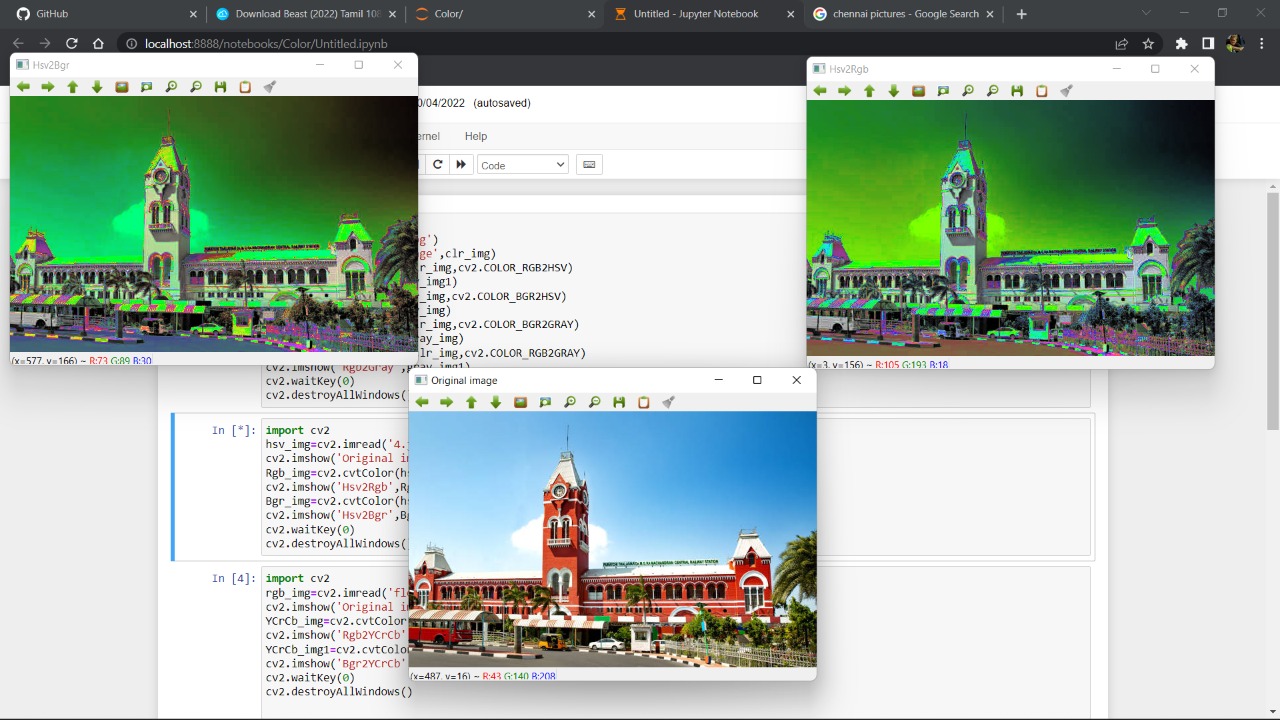 GitHub
Download Beast (2022) Tamil 10B
Color/
Untitled - Jupyter Notebook
chennai pictures - Google Search
localhost:8888/notebooks/Color/Untitled.ipynb
Hsv2Bgr
Hsv2Rgb
0/04/2022 (autosaved)
ernel Help
Code
g')
ge',clr_img)
r_img,cv2.COLOR_RGB2HSV)
_img1)
_img,cv2.COLOR_BGR2HSV)
_img)
r_img,cv2.COLOR_BGR2GRAY)
ay_img)
lr_img,cv2.COLOR_RGB2GRAY)
(x=577, y=166) ~ R:73 G:89 B:30
(x=3, y=156) ~ R:105 G:193 B:18
cv2.imshow('Rgb2Gray',gray_img1)
cv2.waitKey(0)
cv2.destroyAllWindows(
Original image
In [*]: import cv2
hsv_img=cv2.imread('4.
cv2.imshow('Original i
Rgb_img=cv2.cvtColor(h
cv2.imshow('Hsv2Rgb',R
Bgr_img=cv2.cvtColor(h
cv2.imshow('Hsv2Bgr',B
cv2.waitKey(0)
cv2.destroyAllWindows(
In [4]: import cv2
rgb_img=cv2.imread('fl
cv2.imshow('Original i
YCrCb_img=cv2.cvtColo
cv2.imshow('Rgb2YCrCb'
YCrCb_img1=cv2.cvtColo
cv2.imshow('Bgr2YCrCb'
cv2.waitKey(0)
cv2.destroyAllWindows()
(x=487, y=16) ~ R:43 G:140 B:208